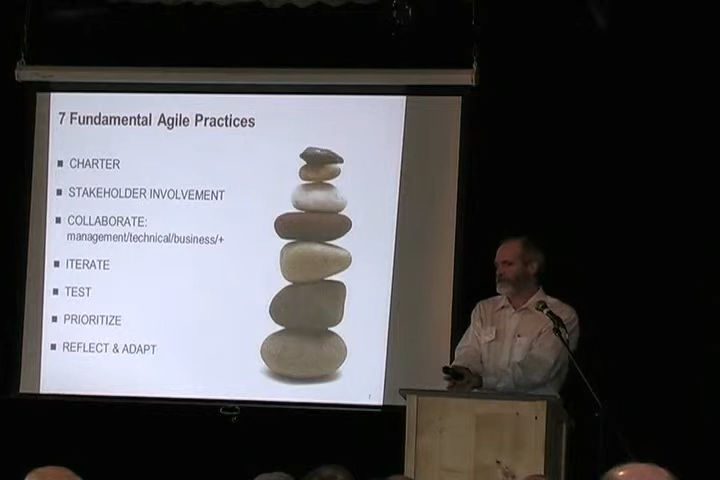 7 Fundamental Agile Practices
CHARTER
STAKEHOLDER INVOLVEMENT
COLLABORATE:
management/technical/business/+
ITERATE
TEST
PRIORITIZE
REFLECT & ADAPT